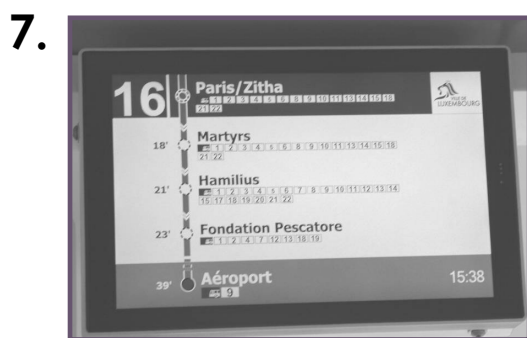 7.
16
Paris/Zitha
1 2 3 4 5 6 8 9 10 11 13 14 15 18
21 22
VILLE DE
LUXEMBOURG
18' Martyrs
1 2 3 4 5 6 8 9 10 11 13 14 15 18
21 22
21' Hamilius
1 2 3 4 5 6 7 8 9 10 11 12 13 14
15 17 18 19 20 21 22
23' Fondation Pescatore
1 2 4 7 12 13 18 19
39' Aéroport 15:38
9